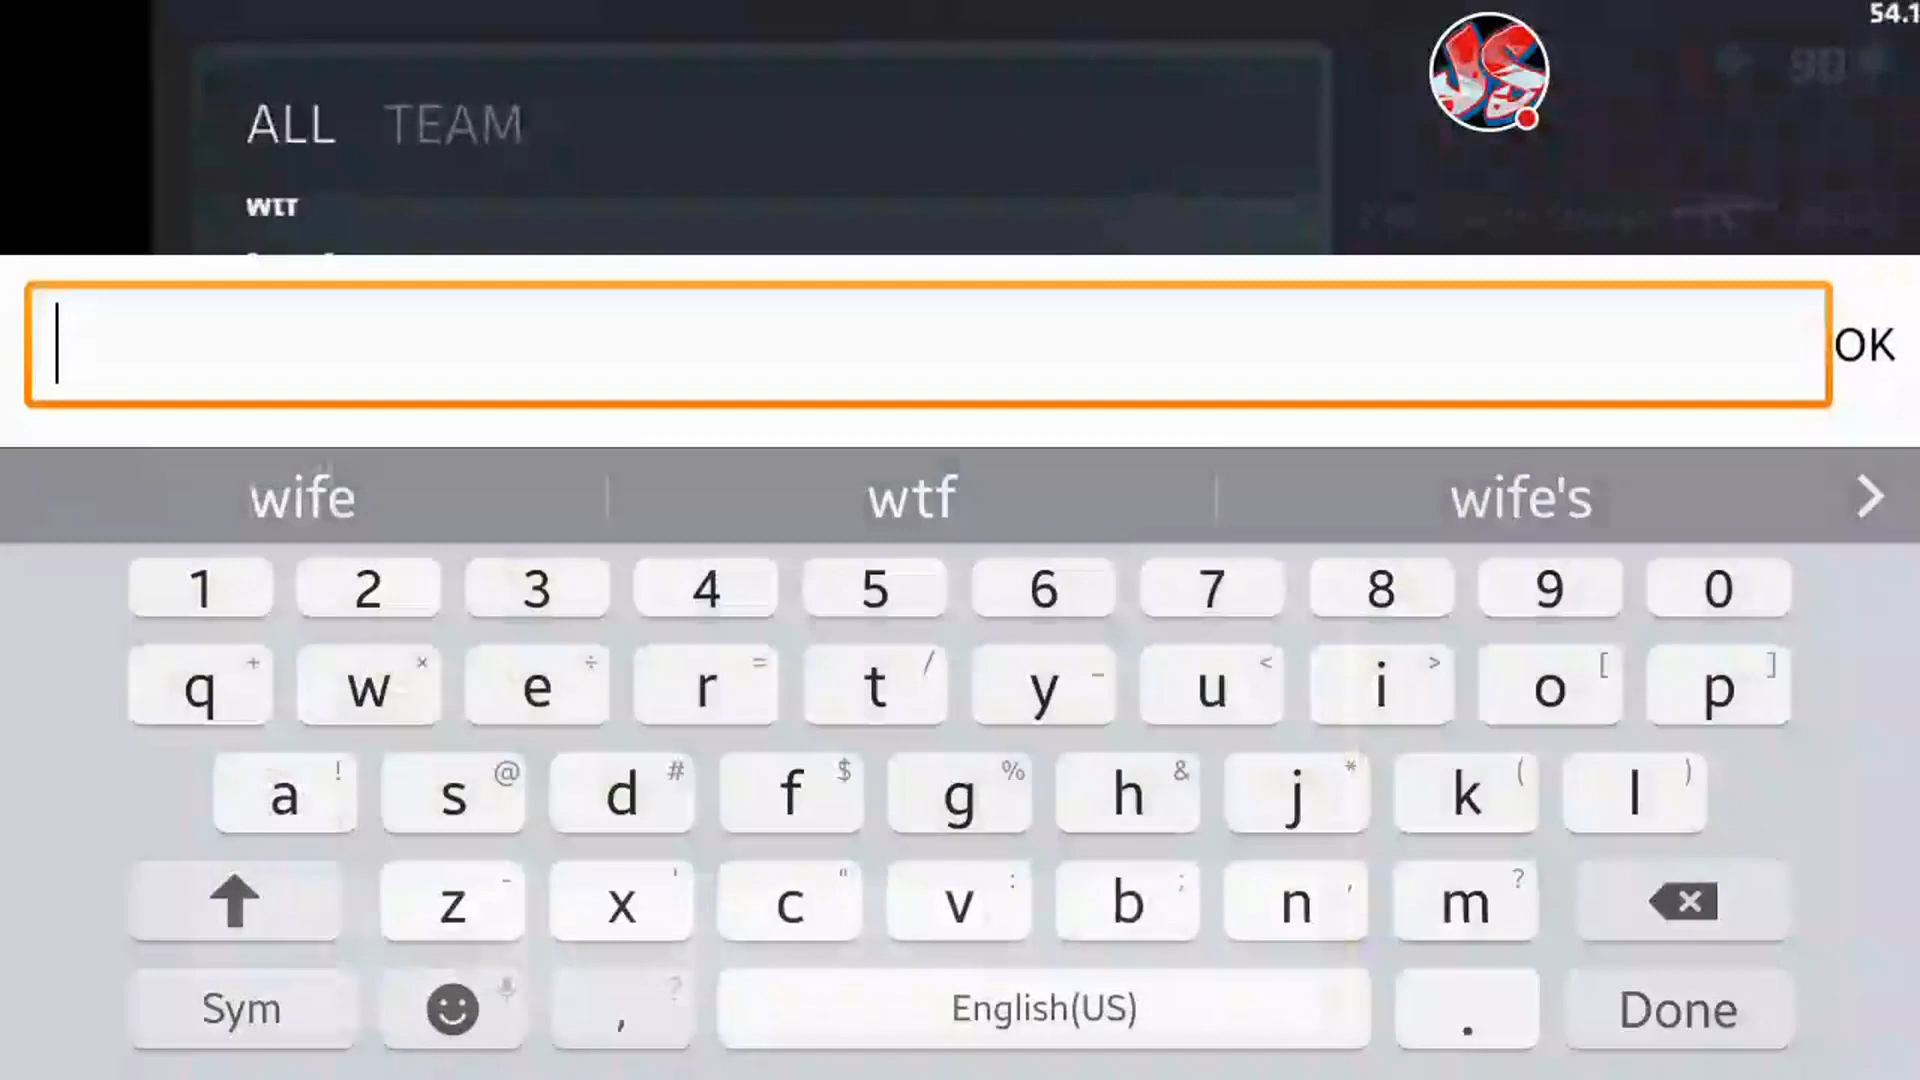 54.1
90
ALL TEAM
wtf
OK
wife wtf wife's
1 2 3 4 5 6 7 8 9 0
q + w × e ÷ r = t / y - u < i > o [ p ]
a ! s @ d # f $ g % h & j * k ( l )
z - x ' c " v : b ; n , m ?
Sym , ? English(US) . Done